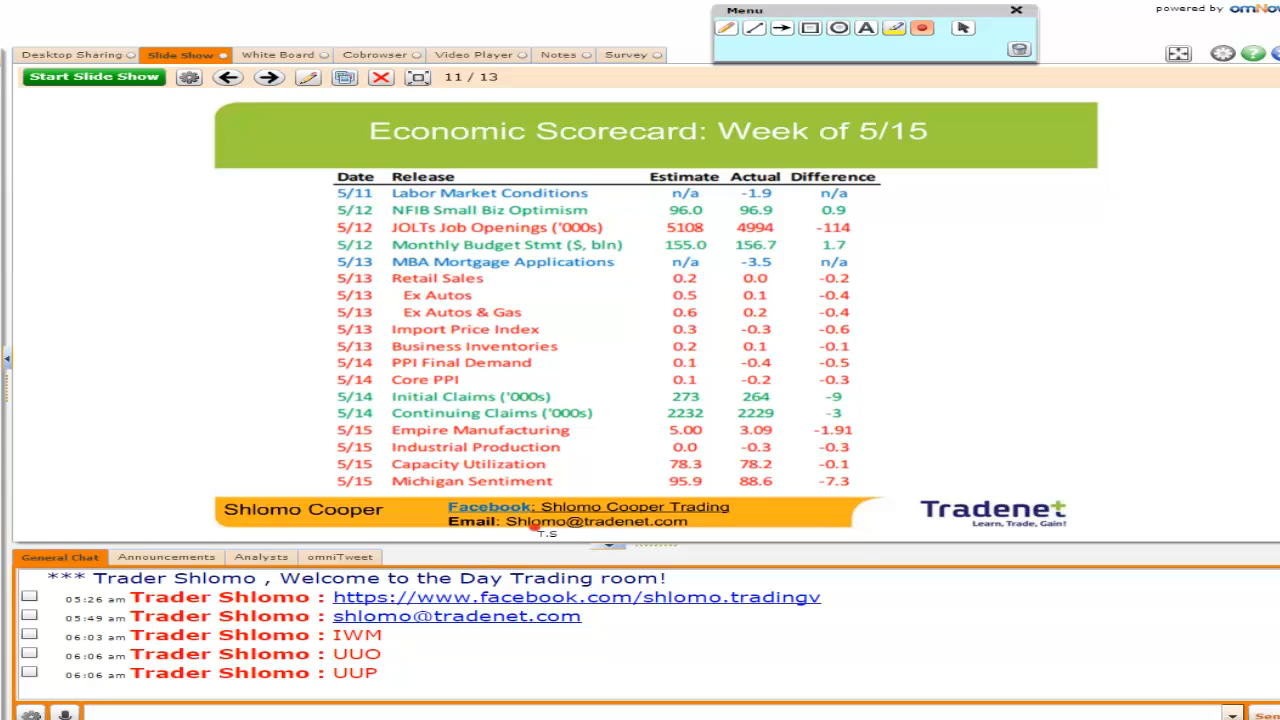 Menu
powered by
Desktop Sharing Slide Show White Board Cobrowser Video Player Notes Survey
Start Slide Show 11 / 13
Economic Scorecard: Week of 5/15
Date Release Estimate Actual Difference
5/11 Labor Market Conditions n/a -1.9 n/a
5/12 NFIB Small Biz Optimism 96.0 96.9 0.9
5/12 JOLTs Job Openings ('000s) 5108 4994 -114
5/12 Monthly Budget Stmt ($, bln) 155.0 156.7 1.7
5/13 MBA Mortgage Applications n/a -3.5 n/a
5/13 Retail Sales 0.2 0.0 -0.2
5/13 Ex Autos 0.5 0.1 -0.4
5/13 Ex Autos & Gas 0.6 0.2 -0.4
5/13 Import Price Index 0.3 -0.3 -0.6
5/13 Business Inventories 0.2 0.1 -0.1
5/14 PPI Final Demand 0.1 -0.4 -0.5
5/14 Core PPI 0.1 -0.2 -0.3
5/14 Initial Claims ('000s) 273 264 -9
5/14 Continuing Claims ('000s) 2232 2229 -3
5/15 Empire Manufacturing 5.00 3.09 -1.91
5/15 Industrial Production 0.0 -0.3 -0.3
5/15 Capacity Utilization 78.3 78.2 -0.1
5/15 Michigan Sentiment 95.9 88.6 -7.3
Shlomo Cooper
Facebook: Shlomo Cooper Trading
Email: Shlomo@tradenet.com
T.S
Tradenet
Learn, Trade, Gain!
General Chat Announcements Analysts omniTweet
*** Trader Shlomo , Welcome to the Day Trading room!
05:26 am Trader Shlomo : https://www.facebook.com/shlomo.tradingv
05:49 am Trader Shlomo : shlomo@tradenet.com
06:03 am Trader Shlomo : IWM
06:06 am Trader Shlomo : UUO
06:06 am Trader Shlomo : UUP